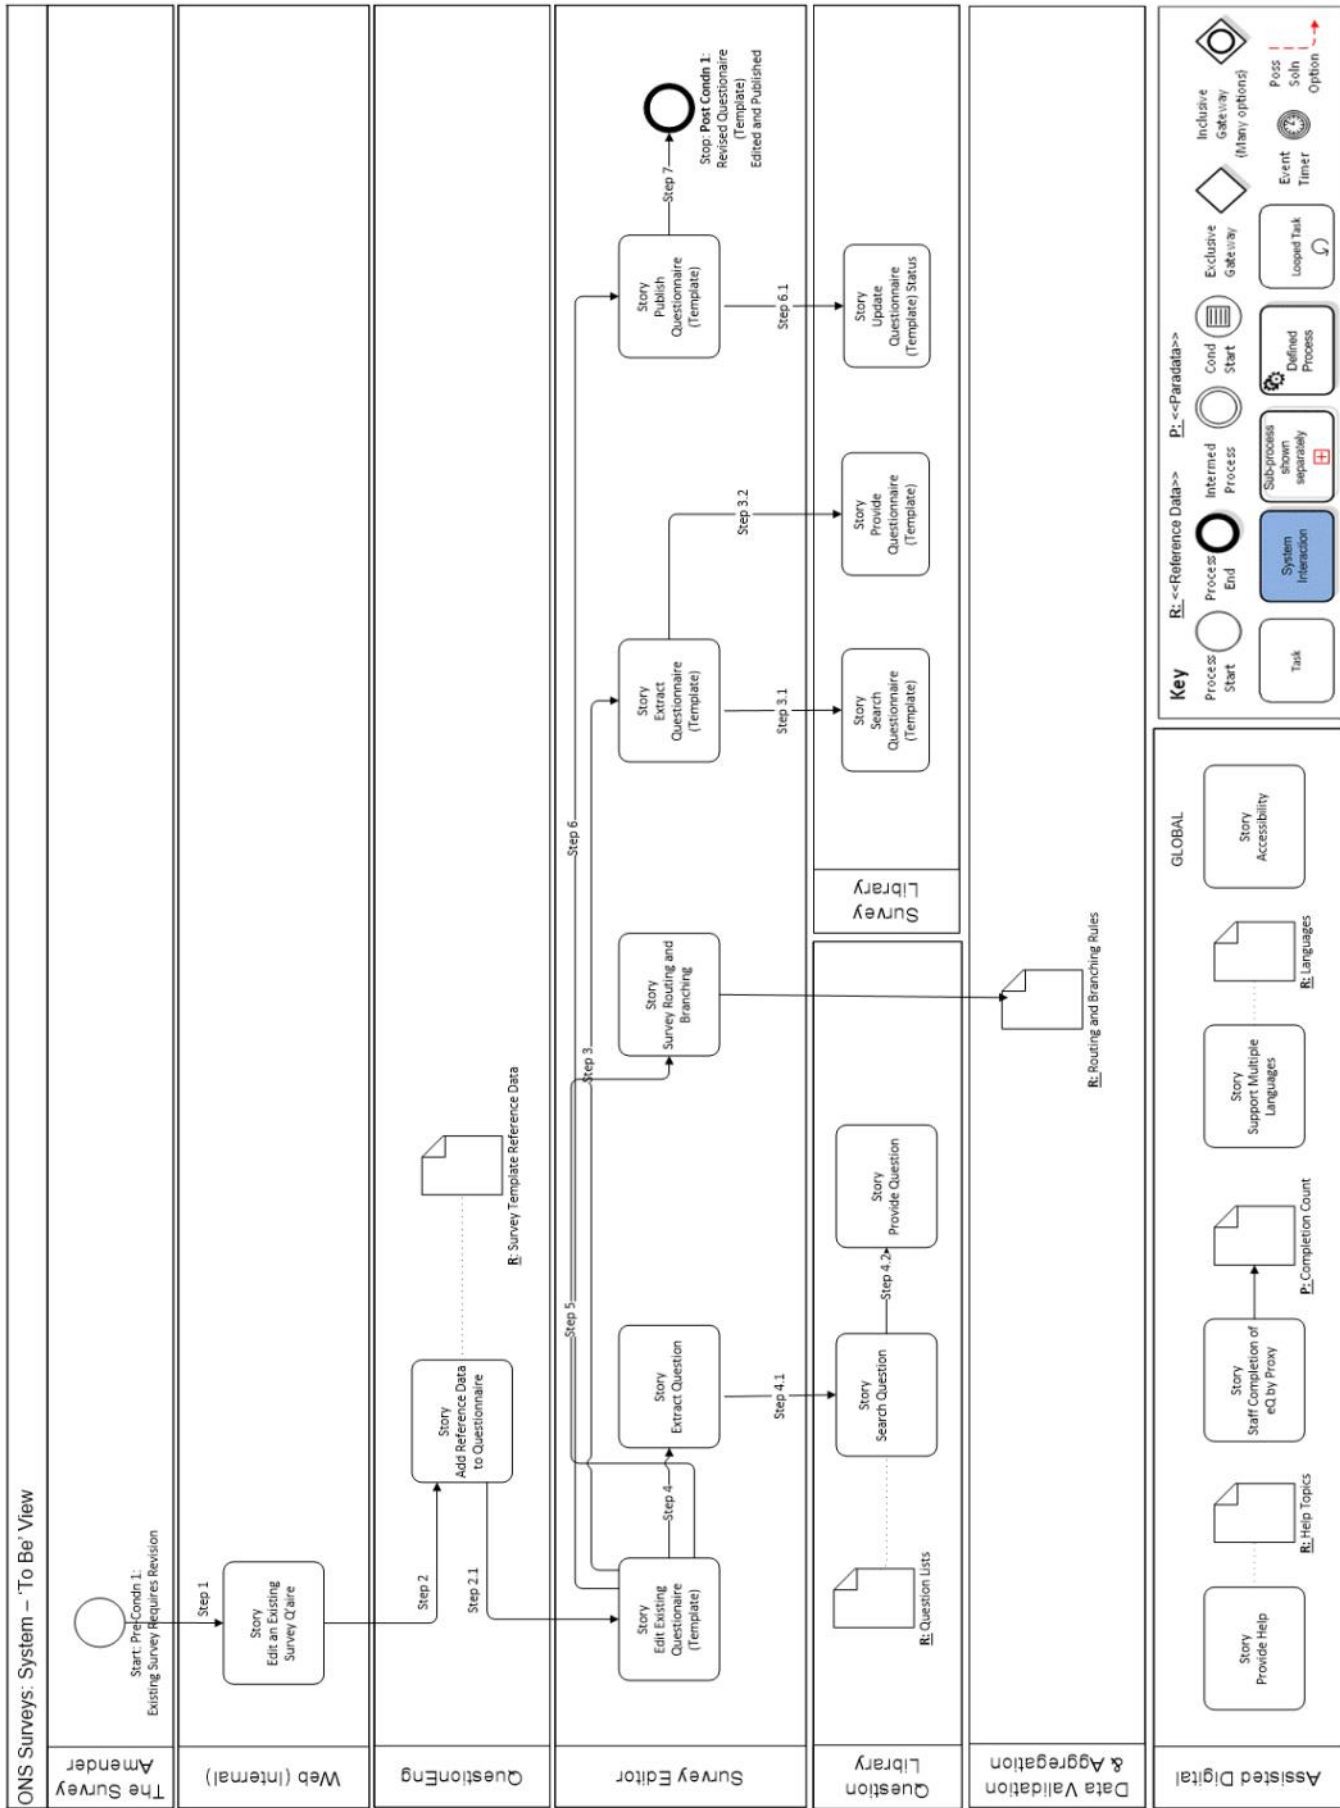 ONS Surveys: System – 'To Be' View
The Survey
Amender
Start: Pre-Condn 1:
Existing Survey Requires Revision
Step 1
Web (Internal)
Story
Edit an Existing
Survey Q'aire
Step 2
QuestionEng
Story
Add Reference Data
to Questionnaire
R: Survey Template Reference Data
Step 2.1
Survey Editor
Story
Edit Existing
Questionaire
(Template)
Step 4
Story
Extract Question
Step 5
Step 3
Step 6
Story
Survey Routing and
Branching
Story
Extract
Questionnaire
(Template)
Story
Publish
Questionnaire
(Template)
Step 7
Stop: Post Condn 1:
Revised Questionaire
(Template)
Edited and Published
Step 4.1
Step 3.1
Step 3.2
Step 6.1
Question
Library
R: Question Lists
Story
Search Question
Step 4.2
Story
Provide Question
Survey
Library
Story
Search
Questionnaire
(Template)
Story
Provide
Questionnaire
(Template)
Story
Update
Questionnaire
(Template) Status
Data Validation
& Aggregation
R: Routing and Branching Rules
Assisted Digital
GLOBAL
Story
Provide Help
R: Help Topics
Story
Staff Completion of
eQ by Proxy
P: Completion Count
Story
Support Multiple
Languages
R: Languages
Story
Accessibility
Key
R: <<Reference Data>>
P: <<Paradata>>
Process
Start
Process
End
Intermed
Process
Cond
Start
Exclusive
Gateway
Inclusive
Gateway
(Many options)
Task
System
Interaction
Sub-process
shown
separately
Defined
Process
Looped Task
Event
Timer
Poss
Soln
Option